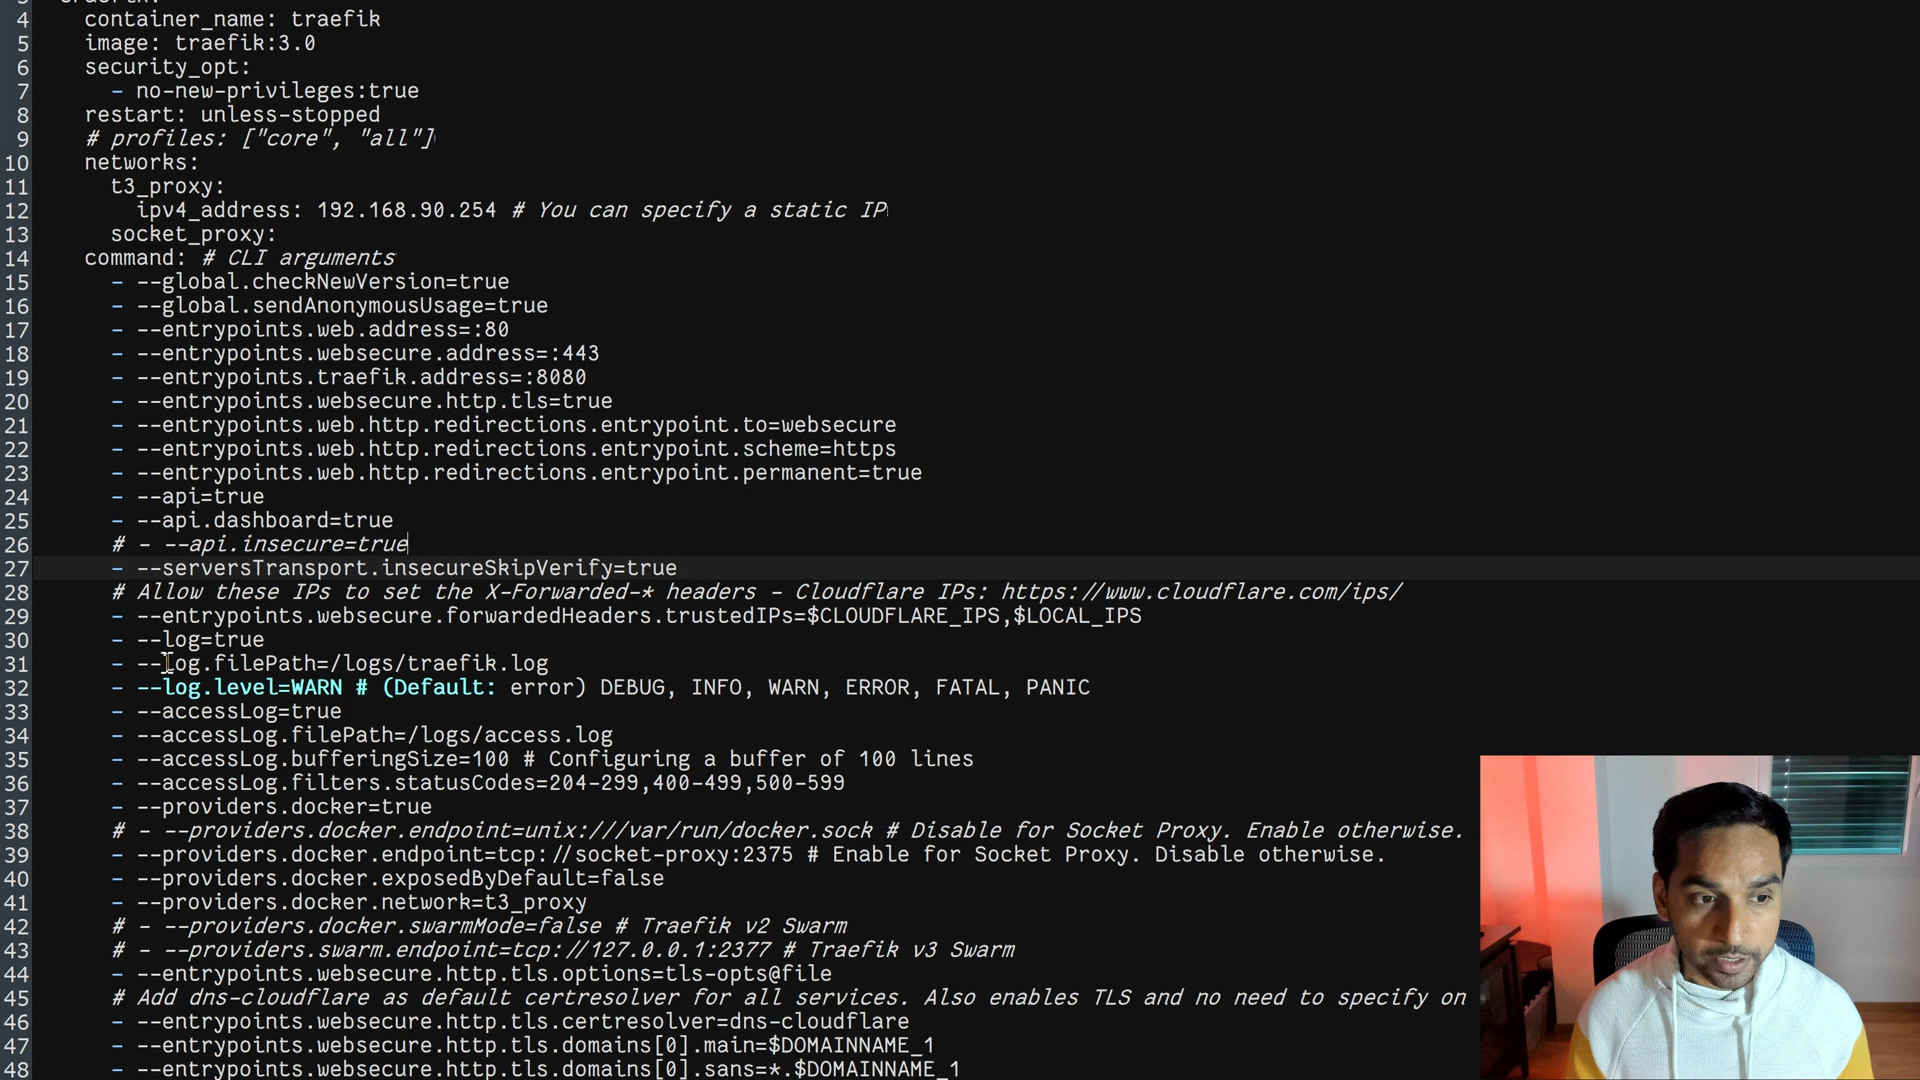 4 container_name: traefik
5 image: traefik:3.0
6 security_opt:
7 - no-new-privileges:true
8 restart: unless-stopped
9 # profiles: ["core", "all"]
10 networks:
11 t3_proxy:
12 ipv4_address: 192.168.90.254 # You can specify a static IP
13 socket_proxy:
14 command: # CLI arguments
15 - --global.checkNewVersion=true
16 - --global.sendAnonymousUsage=true
17 - --entrypoints.web.address=:80
18 - --entrypoints.websecure.address=:443
19 - --entrypoints.traefik.address=:8080
20 - --entrypoints.websecure.http.tls=true
21 - --entrypoints.web.http.redirections.entrypoint.to=websecure
22 - --entrypoints.web.http.redirections.entrypoint.scheme=https
23 - --entrypoints.web.http.redirections.entrypoint.permanent=true
24 - --api=true
25 - --api.dashboard=true
26 # - --api.insecure=true
27 - --serversTransport.insecureSkipVerify=true
28 # Allow these IPs to set the X-Forwarded-* headers - Cloudflare IPs: https://www.cloudflare.com/ips/
29 - --entrypoints.websecure.forwardedHeaders.trustedIPs=$CLOUDFLARE_IPS,$LOCAL_IPS
30 - --log=true
31 - --log.filePath=/logs/traefik.log
32 - --log.level=WARN # (Default: error) DEBUG, INFO, WARN, ERROR, FATAL, PANIC
33 - --accessLog=true
34 - --accessLog.filePath=/logs/access.log
35 - --accessLog.bufferingSize=100 # Configuring a buffer of 100 lines
36 - --accessLog.filters.statusCodes=204-299,400-499,500-599
37 - --providers.docker=true
38 # - --providers.docker.endpoint=unix:///var/run/docker.sock # Disable for Socket Proxy. Enable otherwise.
39 - --providers.docker.endpoint=tcp://socket-proxy:2375 # Enable for Socket Proxy. Disable otherwise.
40 - --providers.docker.exposedByDefault=false
41 - --providers.docker.network=t3_proxy
42 # - --providers.docker.swarmMode=false # Traefik v2 Swarm
43 # - --providers.swarm.endpoint=tcp://127.0.0.1:2377 # Traefik v3 Swarm
44 - --entrypoints.websecure.http.tls.options=tls-opts@file
45 # Add dns-cloudflare as default certresolver for all services. Also enables TLS and no need to specify on
46 - --entrypoints.websecure.http.tls.certresolver=dns-cloudflare
47 - --entrypoints.websecure.http.tls.domains[0].main=$DOMAINNAME_1
48 - --entrypoints.websecure.http.tls.domains[0].sans=*.$DOMAINNAME_1